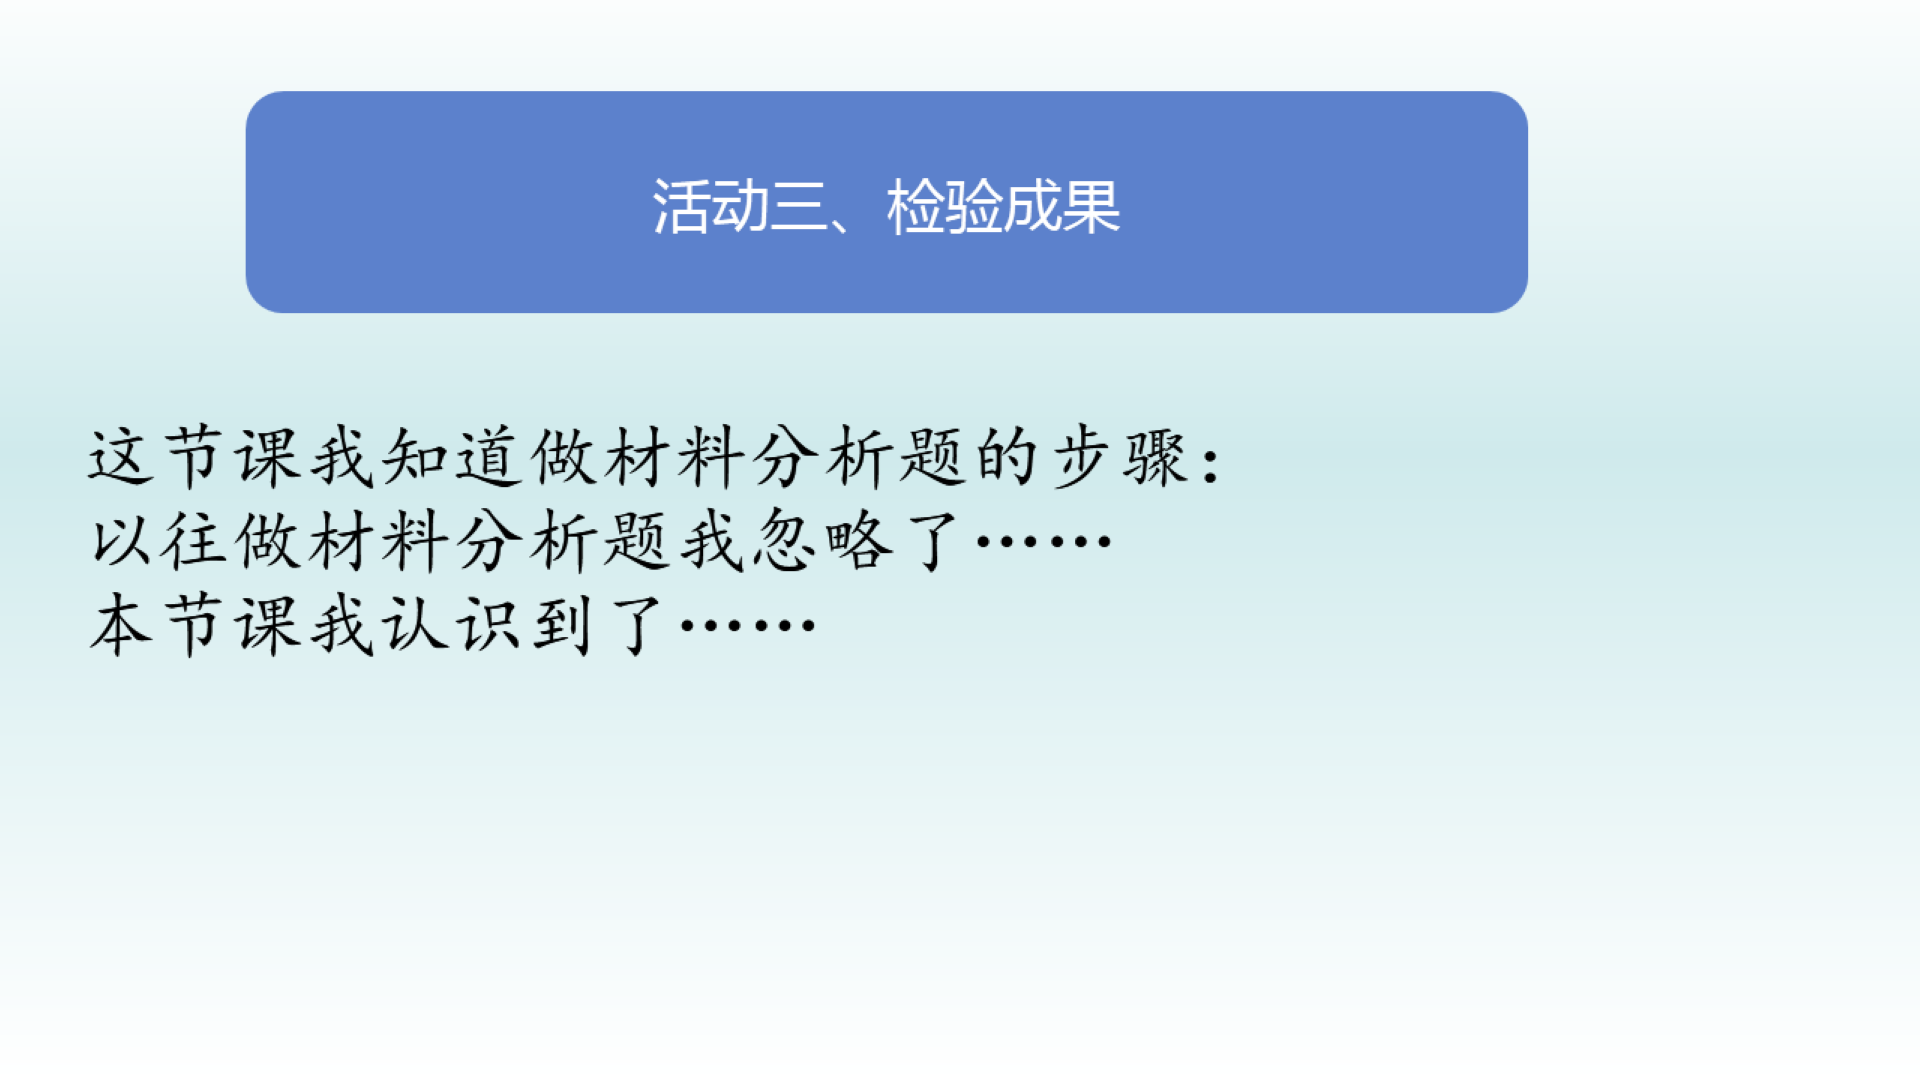 活动三、检验成果
这节课我知道做材料分析题的步骤：
以往做材料分析题我忽略了……
本节课我认识到了……